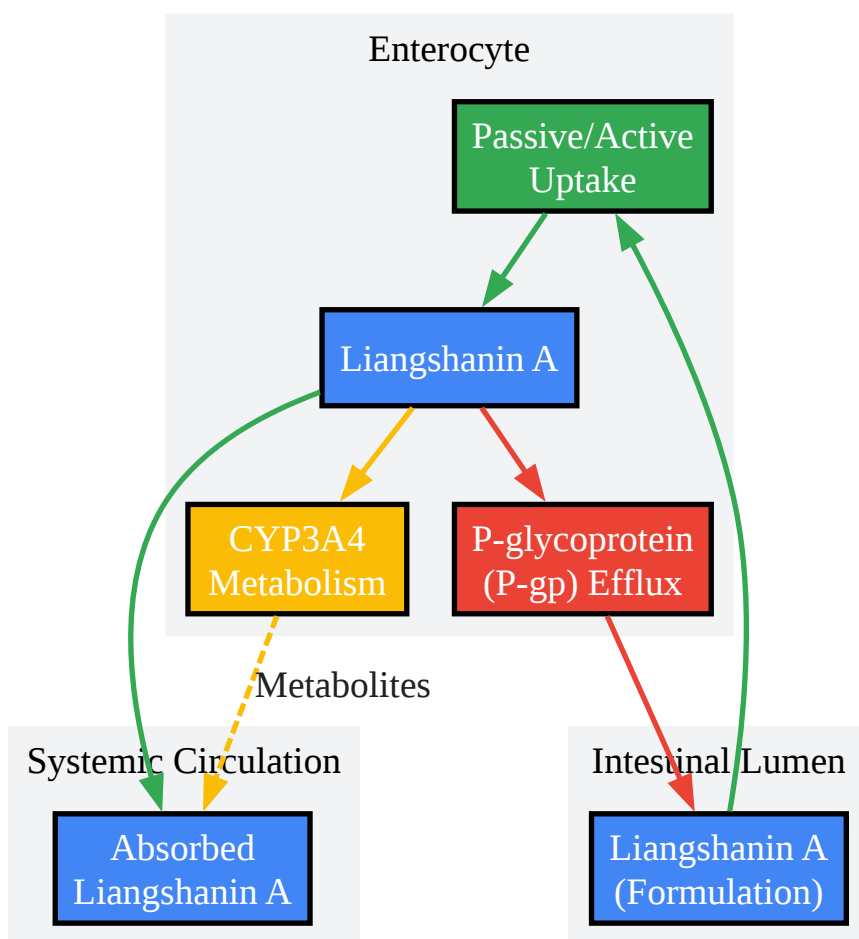 Enterocyte
Passive/Active
Uptake
Liangshanin A
CYP3A4
Metabolism
P-glycoprotein
(P-gp) Efflux
Metabolites
Systemic Circulation
Absorbed
Liangshanin A
Intestinal Lumen
Liangshanin A
(Formulation)